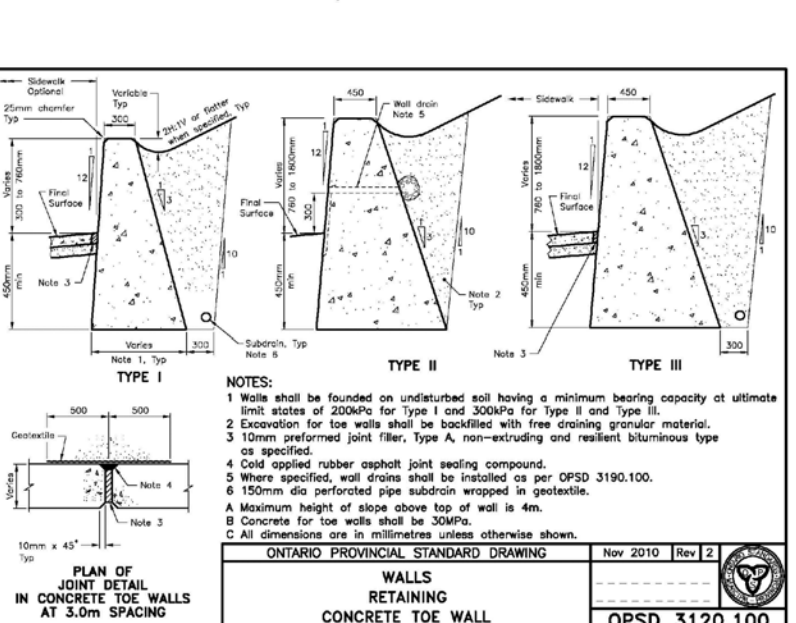 Sidewalk
Optional
25mm chamfer
Typ
Variable
Typ
300
2H:1V or flatter
when specified, Typ
Varies
300 to 760mm
12
1
3
1
10
1
Final
Surface
450mm
min
Note 3
Varies
Note 1, Typ
300
Subdrain, Typ
Note 6
TYPE I
450
Wall drain
Note 5
Varies
760 to 1800mm
12
1
300
Final
Surface
450mm
min
3
1
10
1
Note 2
Typ
TYPE II
Sidewalk
450
Varies
760 to 1800mm
12
1
Final
Surface
450mm
min
3
1
10
1
Note 3
300
TYPE III
NOTES:
1 Walls shall be founded on undisturbed soil having a minimum bearing capacity at ultimate
limit states of 200kPa for Type I and 300kPa for Type II and Type III.
2 Excavation for toe walls shall be backfilled with free draining granular material.
3 10mm preformed joint filler, Type A, non-extruding and resilient bituminous type
as specified.
4 Cold applied rubber asphalt joint sealing compound.
5 Where specified, wall drains shall be installed as per OPSD 3190.100.
6 150mm dia perforated pipe subdrain wrapped in geotextile.
A Maximum height of slope above top of wall is 4m.
B Concrete for toe walls shall be 30MPa.
C All dimensions are in millimetres unless otherwise shown.
500
500
Geotextile
Varies
Note 4
Note 3
10mm x 45°
Typ
PLAN OF
JOINT DETAIL
IN CONCRETE TOE WALLS
AT 3.0m SPACING
ONTARIO PROVINCIAL STANDARD DRAWING
Nov 2010
Rev
2
WALLS
RETAINING
CONCRETE TOE WALL
OPSD 3120.100